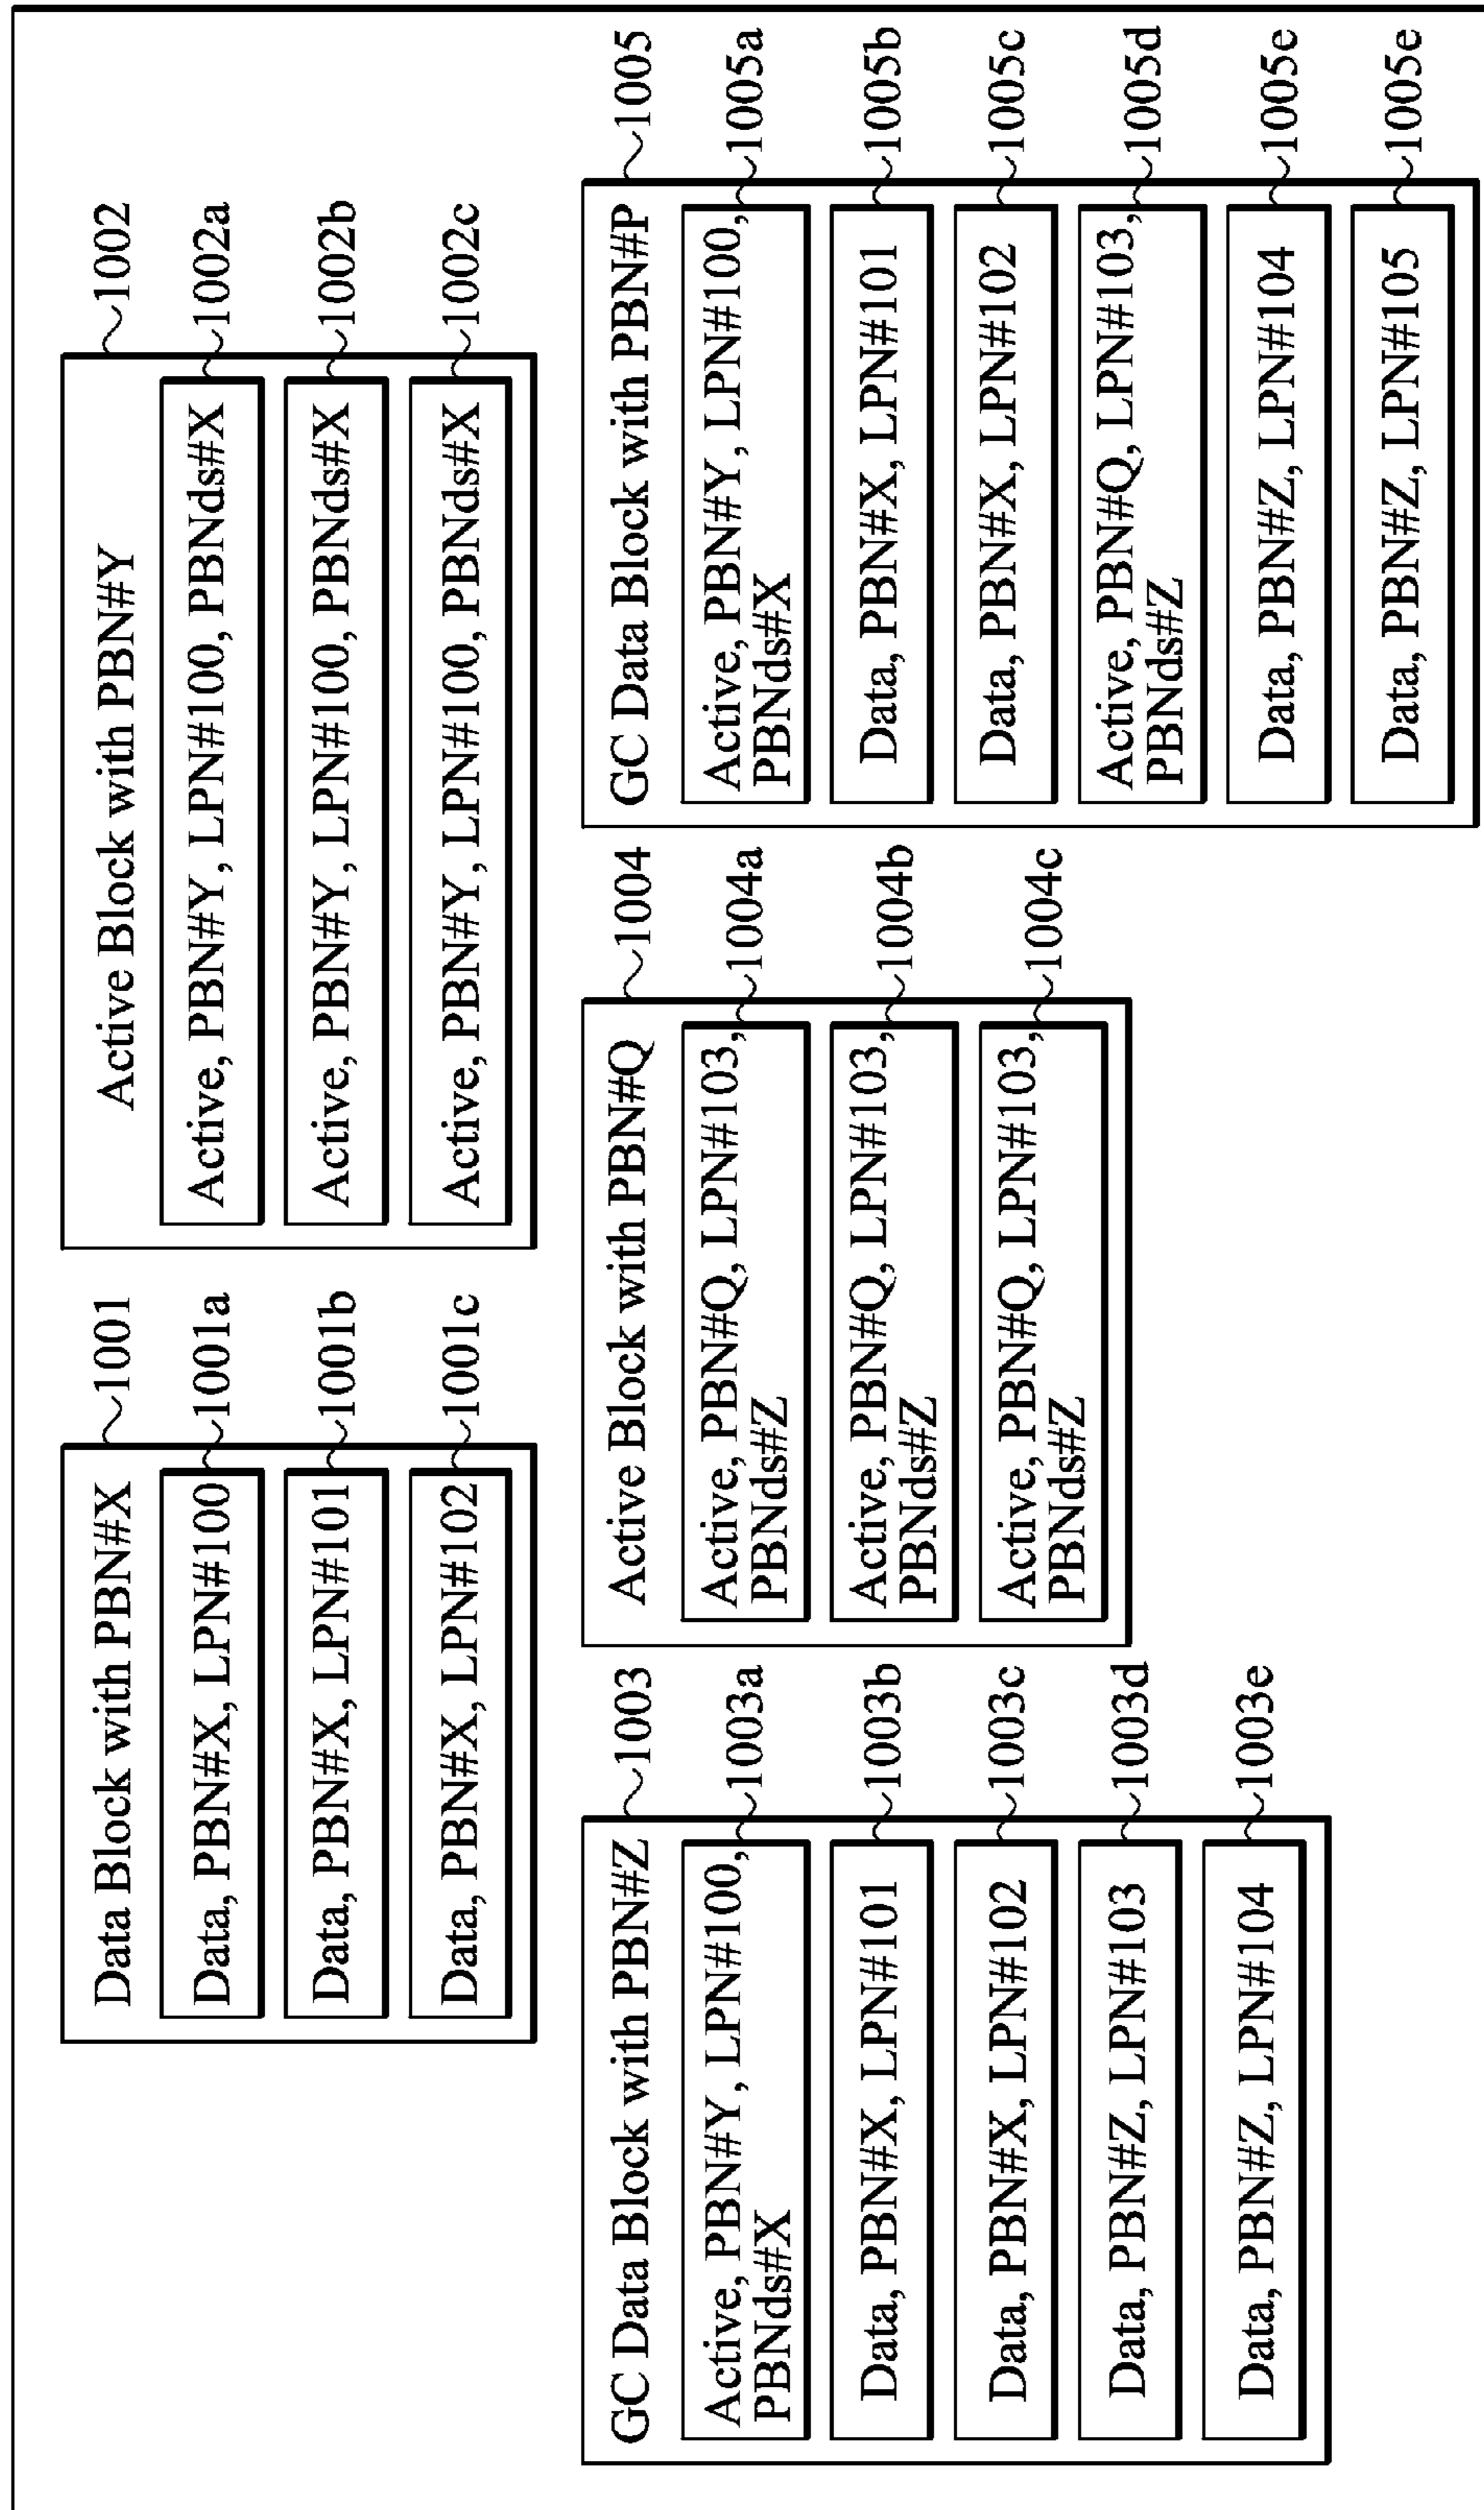 Data Block with PBN#X
1001
Data, PBN#X, LPN#100
1001a
Data, PBN#X, LPN#101
1001b
Data, PBN#X, LPN#102
1001c
Active Block with PBN#Y
1002
Active, PBN#Y, LPN#100, PBNds#X
1002a
Active, PBN#Y, LPN#100, PBNds#X
1002b
Active, PBN#Y, LPN#100, PBNds#X
1002c
GC Data Block with PBN#Z
1003
Active, PBN#Y, LPN#100,
PBNds#X
1003a
Data, PBN#X, LPN#101
1003b
Data, PBN#X, LPN#102
1003c
Data, PBN#Z, LPN#103
1003d
Data, PBN#Z, LPN#104
1003e
Active Block with PBN#Q
1004
Active, PBN#Q, LPN#103,
PBNds#Z
1004a
Active, PBN#Q, LPN#103,
PBNds#Z
1004b
Active, PBN#Q, LPN#103,
PBNds#Z
1004c
GC Data Block with PBN#P
1005
Active, PBN#Y, LPN#100,
PBNds#X
1005a
Data, PBN#X, LPN#101
1005b
Data, PBN#X, LPN#102
1005c
Active, PBN#Q, LPN#103,
PBNds#Z
1005d
Data, PBN#Z, LPN#104
1005e
Data, PBN#Z, LPN#105
1005e